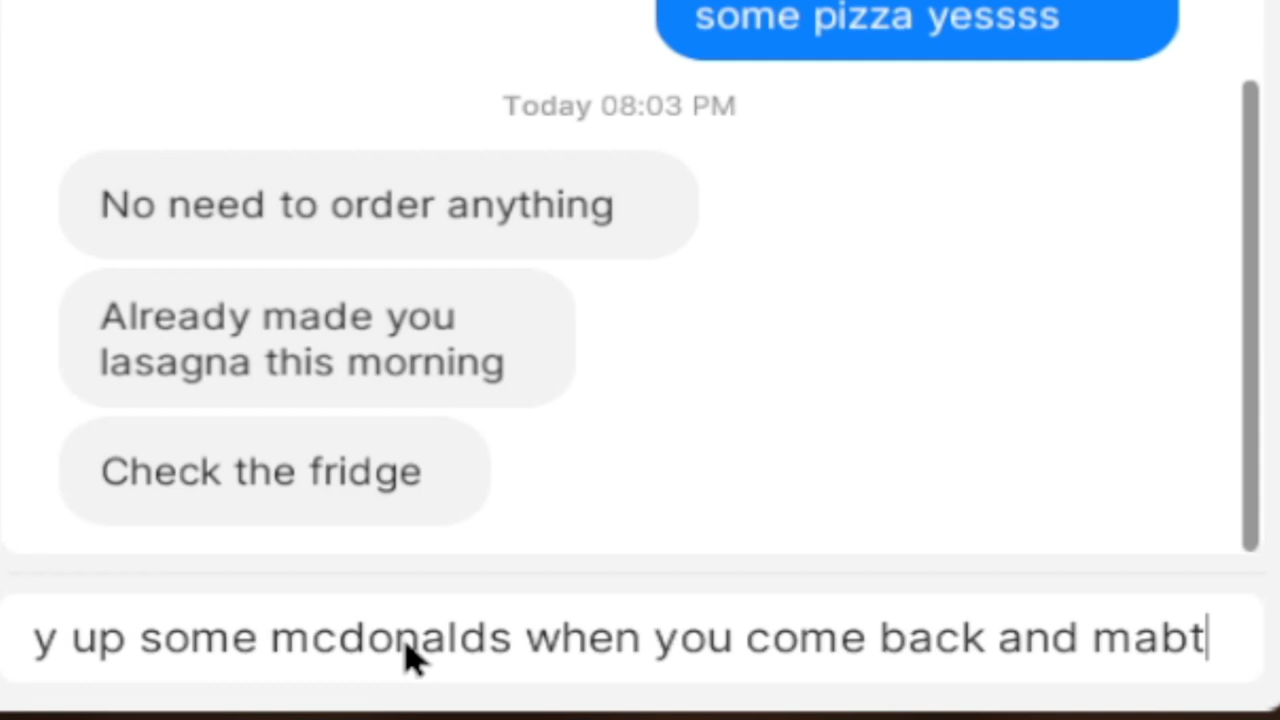 some pizza yessss
Today 08:03 PM
No need to order anything
Already made you
lasagna this morning
Check the fridge
y up some mcdonalds when you come back and mabt